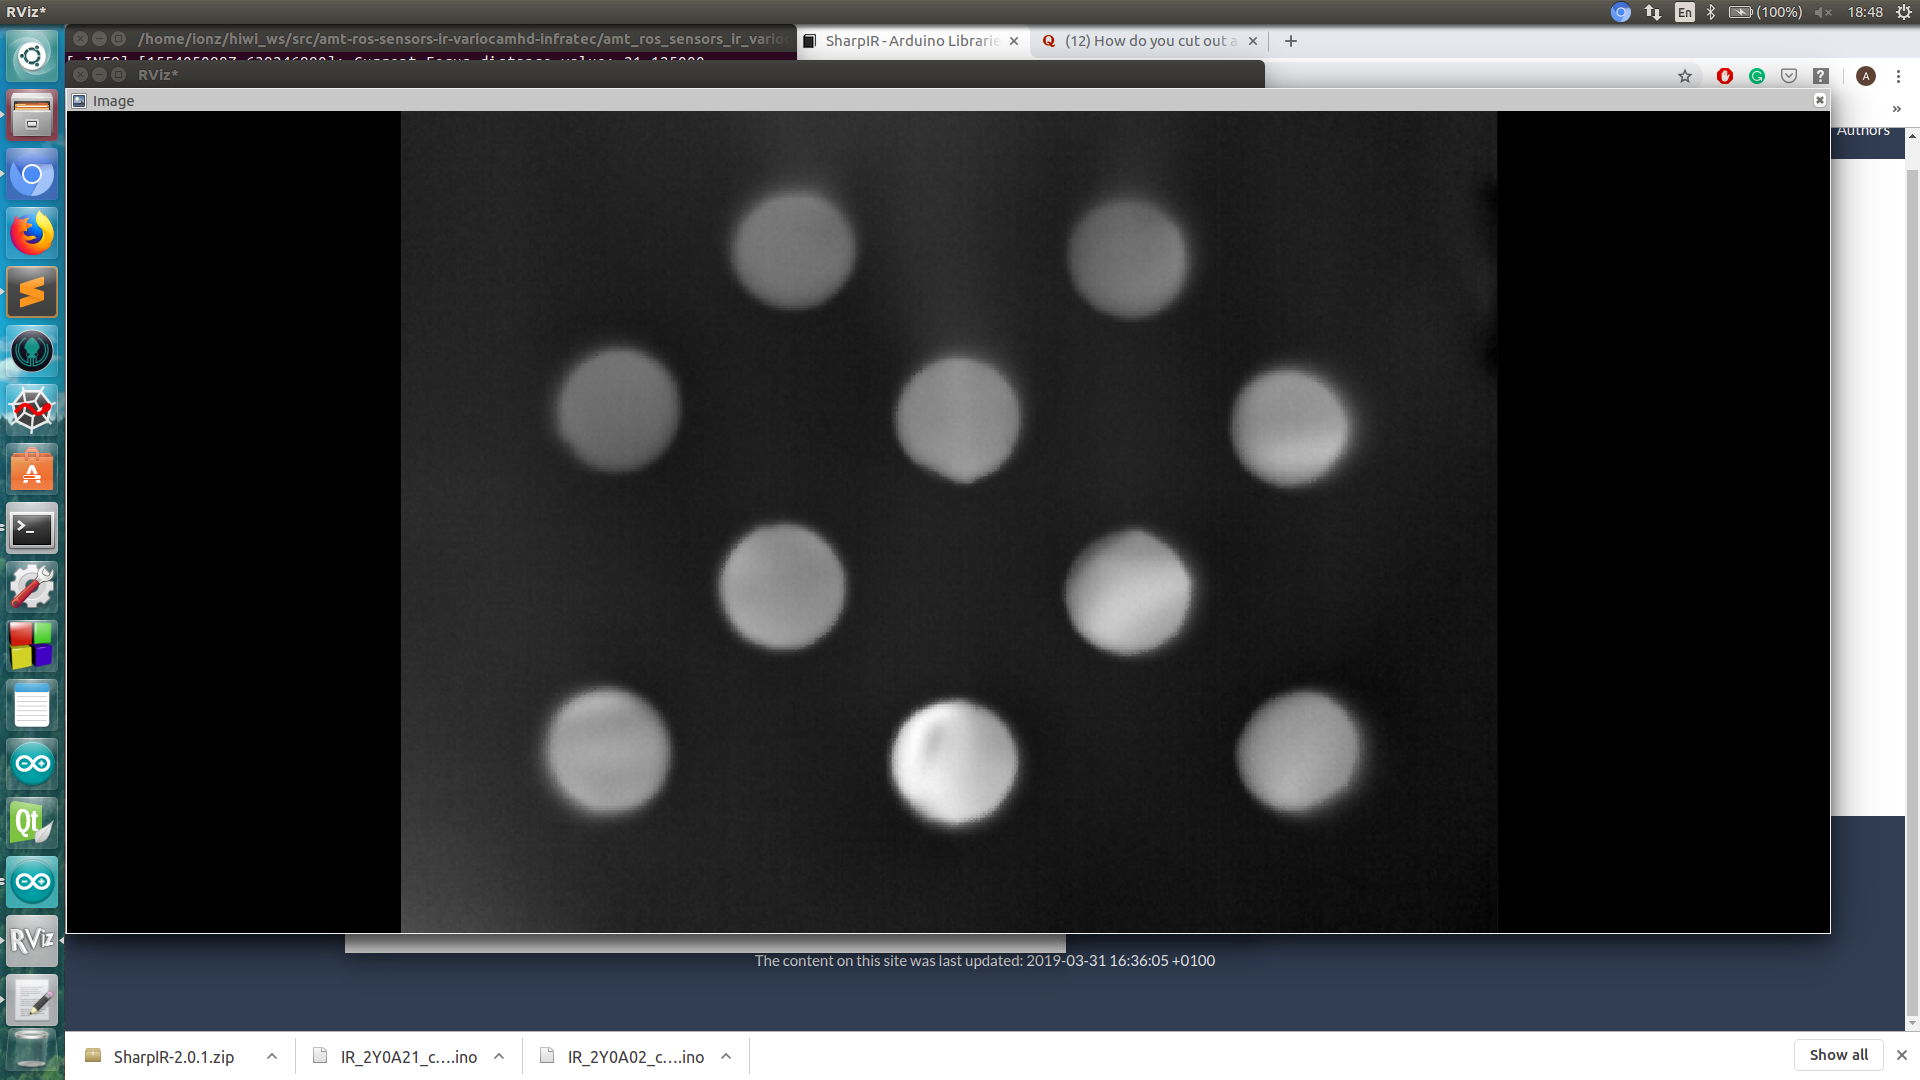 RViz*
En
(100%)
18:48
/home/ionz/hiwi_ws/src/amt-ros-sensors-ir-variocamhd-infratec/amt_ros_sensors_ir_vario
SharpIR - Arduino Librarie
(12) How do you cut out a
RViz*
A
Image
Authors
RViz
Qt
The content on this site was last updated: 2019-03-31 16:36:05 +0100
SharpIR-2.0.1.zip
IR_2Y0A21_c....ino
IR_2Y0A02_c....ino
Show all